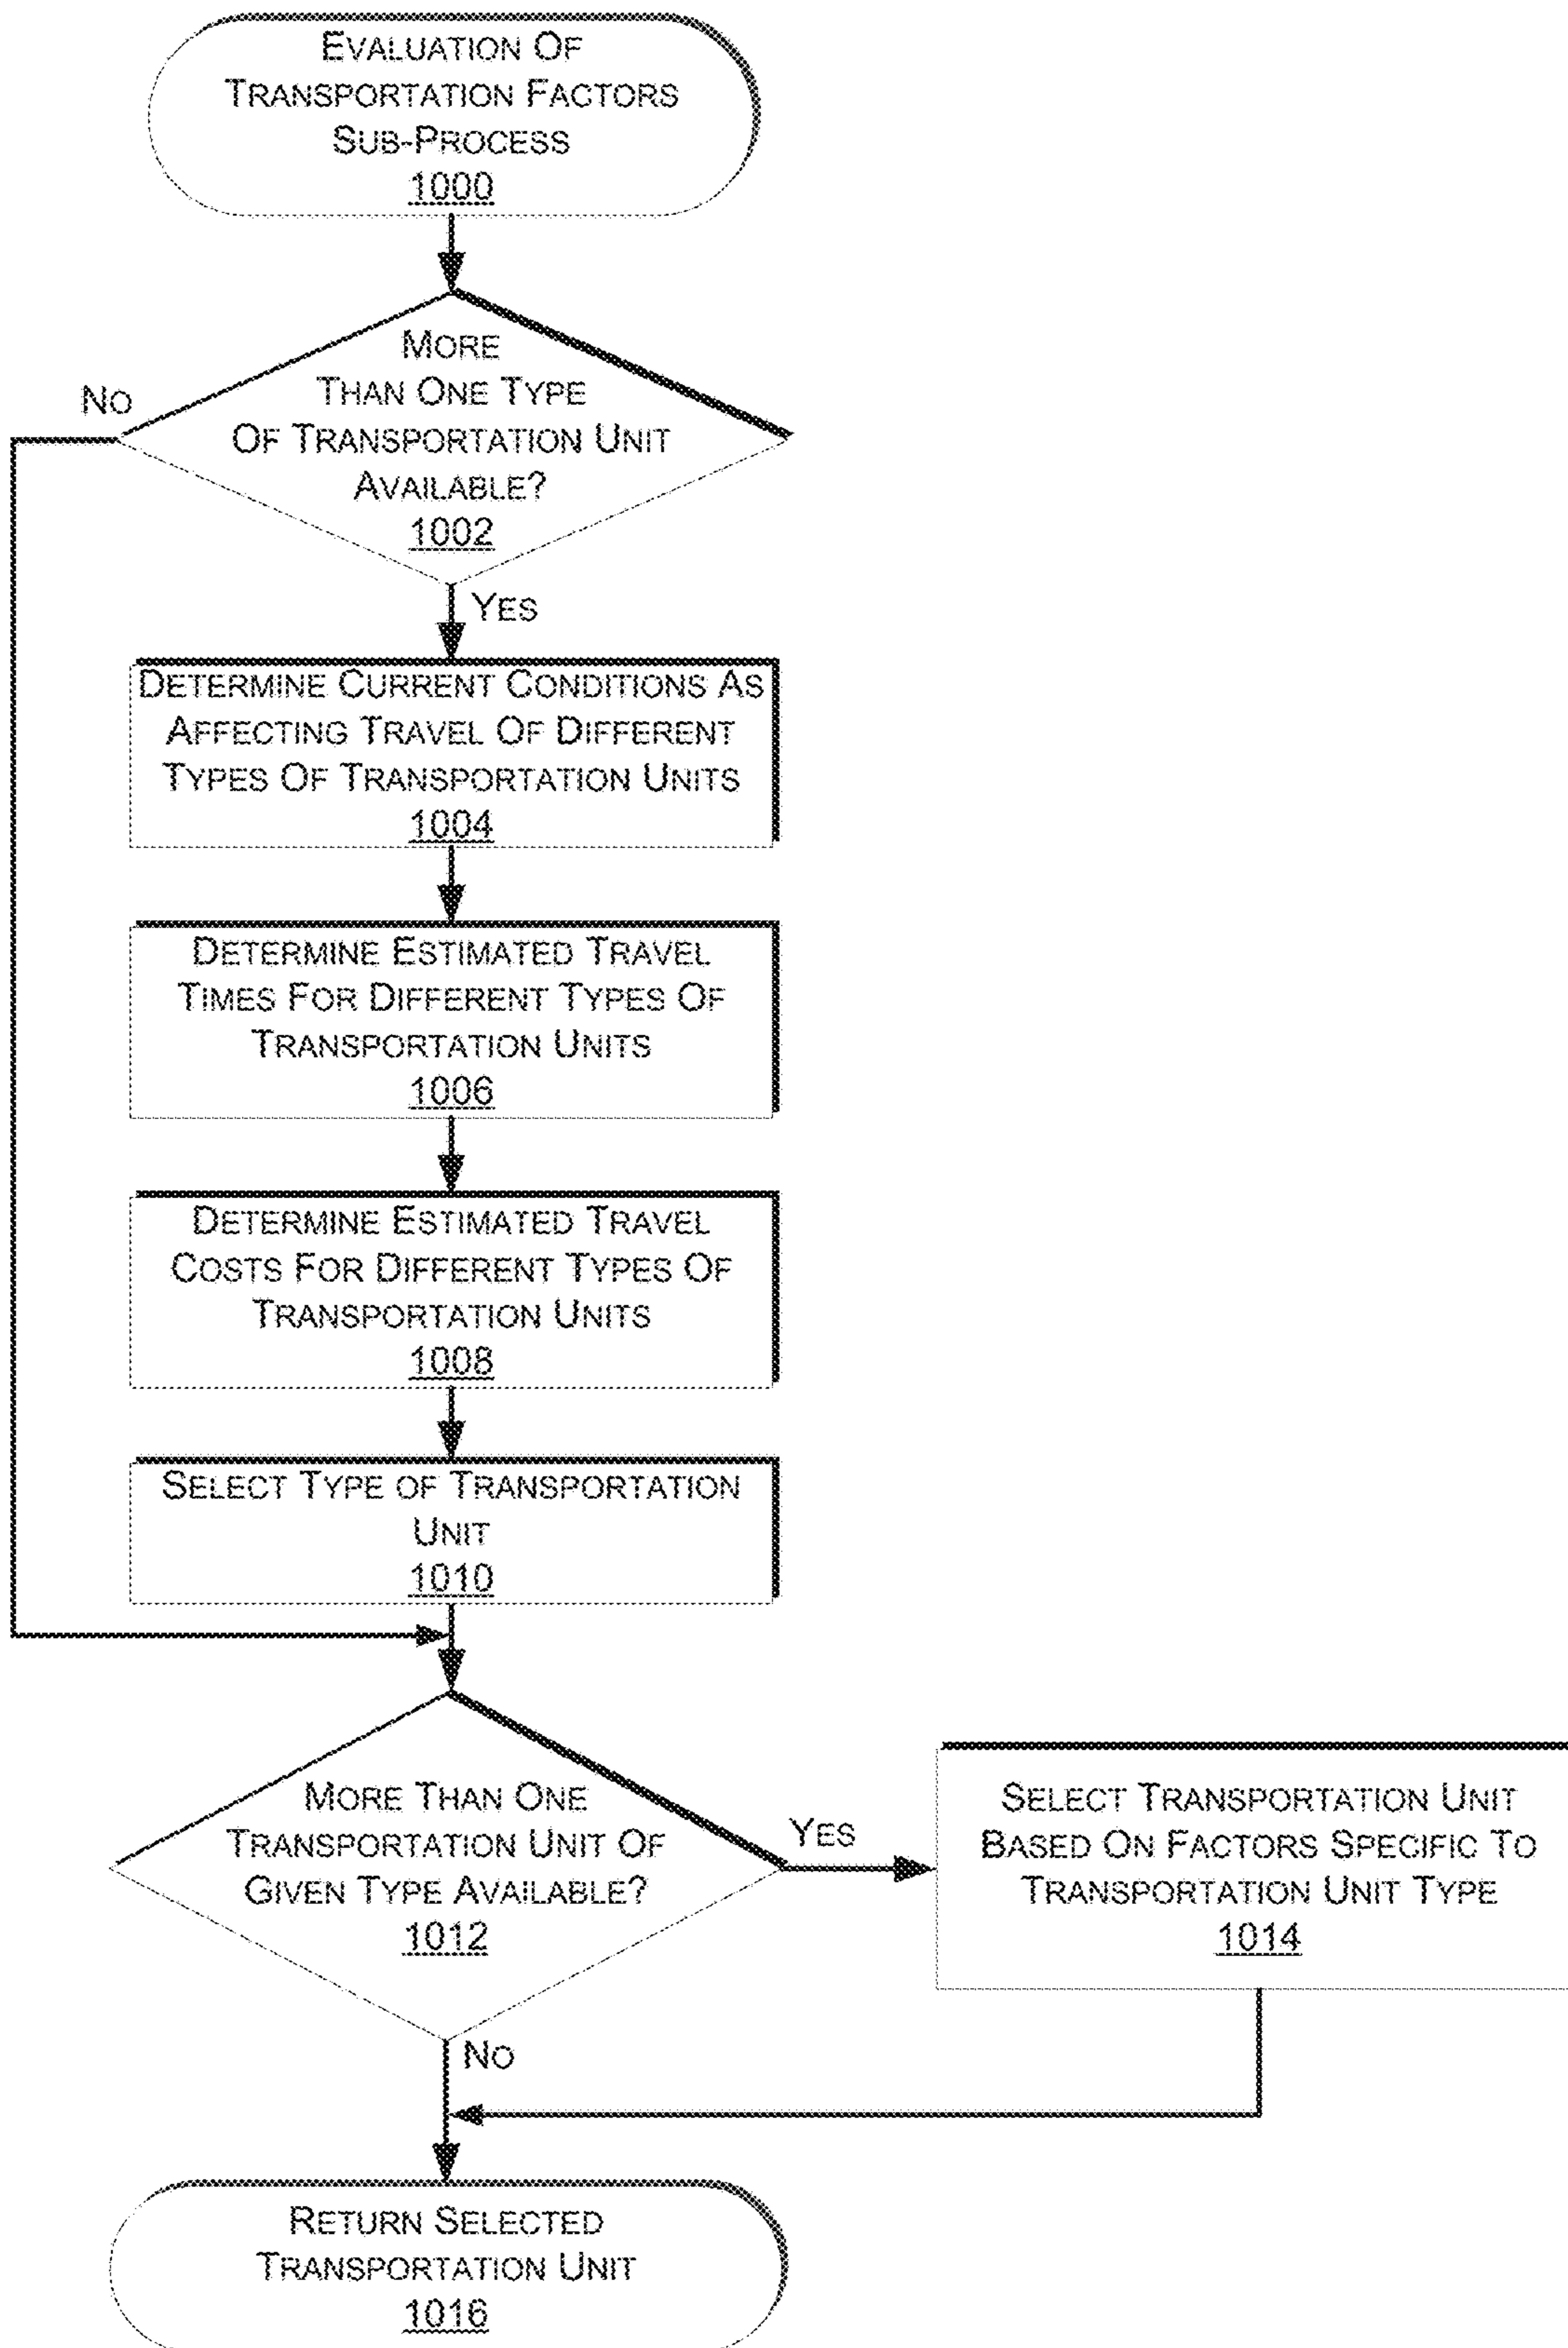 EVALUATION OF
TRANSPORTATION FACTORS
SUB-PROCESS
1000
MORE
THAN ONE TYPE
OF TRANSPORTATION UNIT
AVAILABLE?
1002
NO
YES
DETERMINE CURRENT CONDITIONS AS
AFFECTING TRAVEL OF DIFFERENT
TYPES OF TRANSPORTATION UNITS
1004
DETERMINE ESTIMATED TRAVEL
TIMES FOR DIFFERENT TYPES OF
TRANSPORTATION UNITS
1006
DETERMINE ESTIMATED TRAVEL
COSTS FOR DIFFERENT TYPES OF
TRANSPORTATION UNITS
1008
SELECT TYPE OF TRANSPORTATION
UNIT
1010
MORE THAN ONE
TRANSPORTATION UNIT OF
GIVEN TYPE AVAILABLE?
1012
YES
SELECT TRANSPORTATION UNIT
BASED ON FACTORS SPECIFIC TO
TRANSPORTATION UNIT TYPE
1014
NO
RETURN SELECTED
TRANSPORTATION UNIT
1016